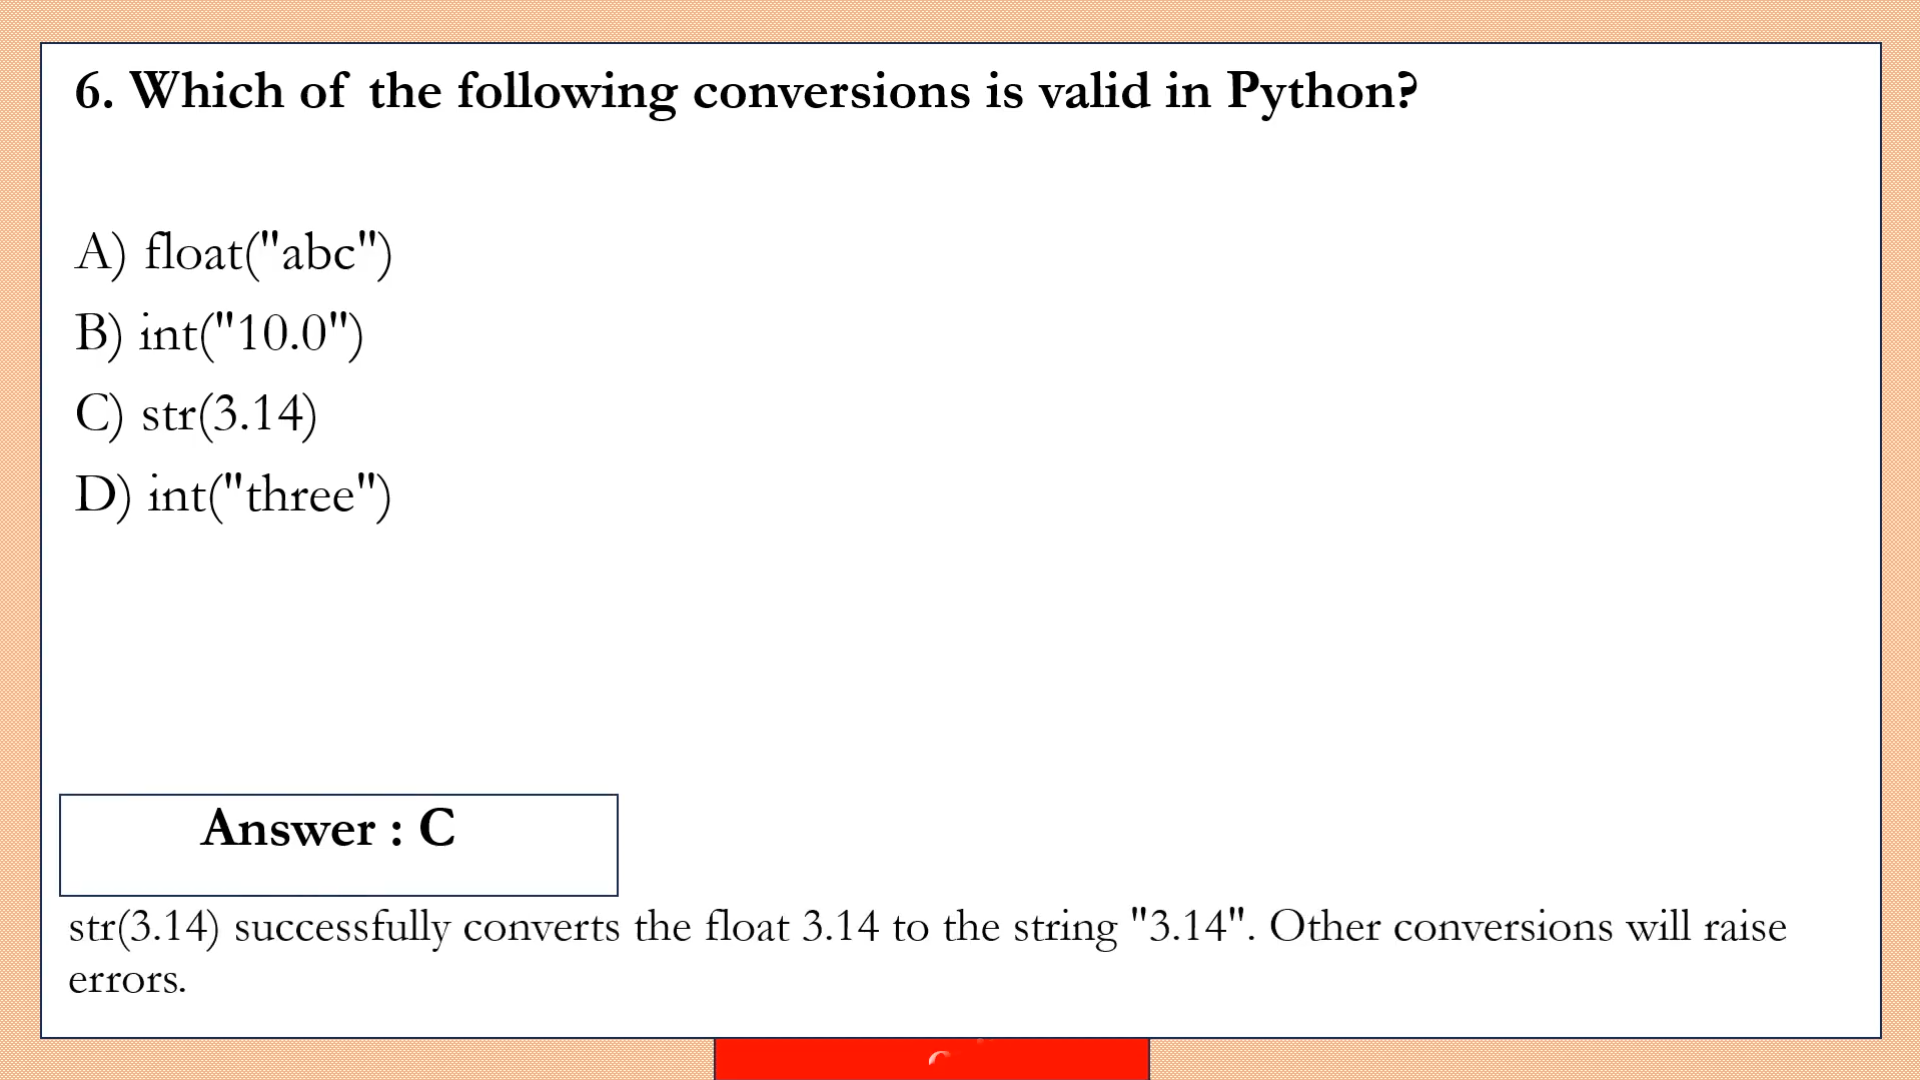 6. Which of the following conversions is valid in Python?
A) float("abc")
B) int("10.0")
C) str(3.14)
D) int("three")
Answer : C
str(3.14) successfully converts the float 3.14 to the string "3.14". Other conversions will raise
errors.